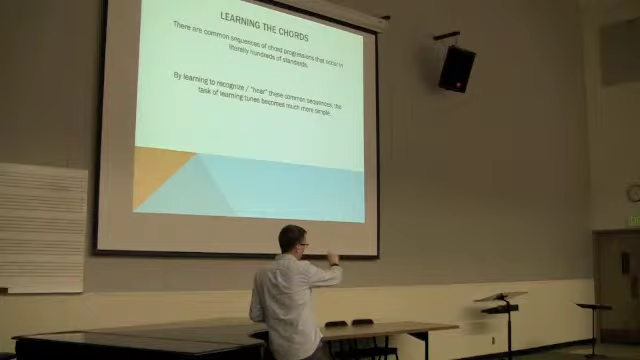 LEARNING THE CHORDS
There are common sequences of chord progressions that occur in
literally hundreds of standards.
By learning to recognize / "hear" these common sequences, the
task of learning tunes becomes much more simple.